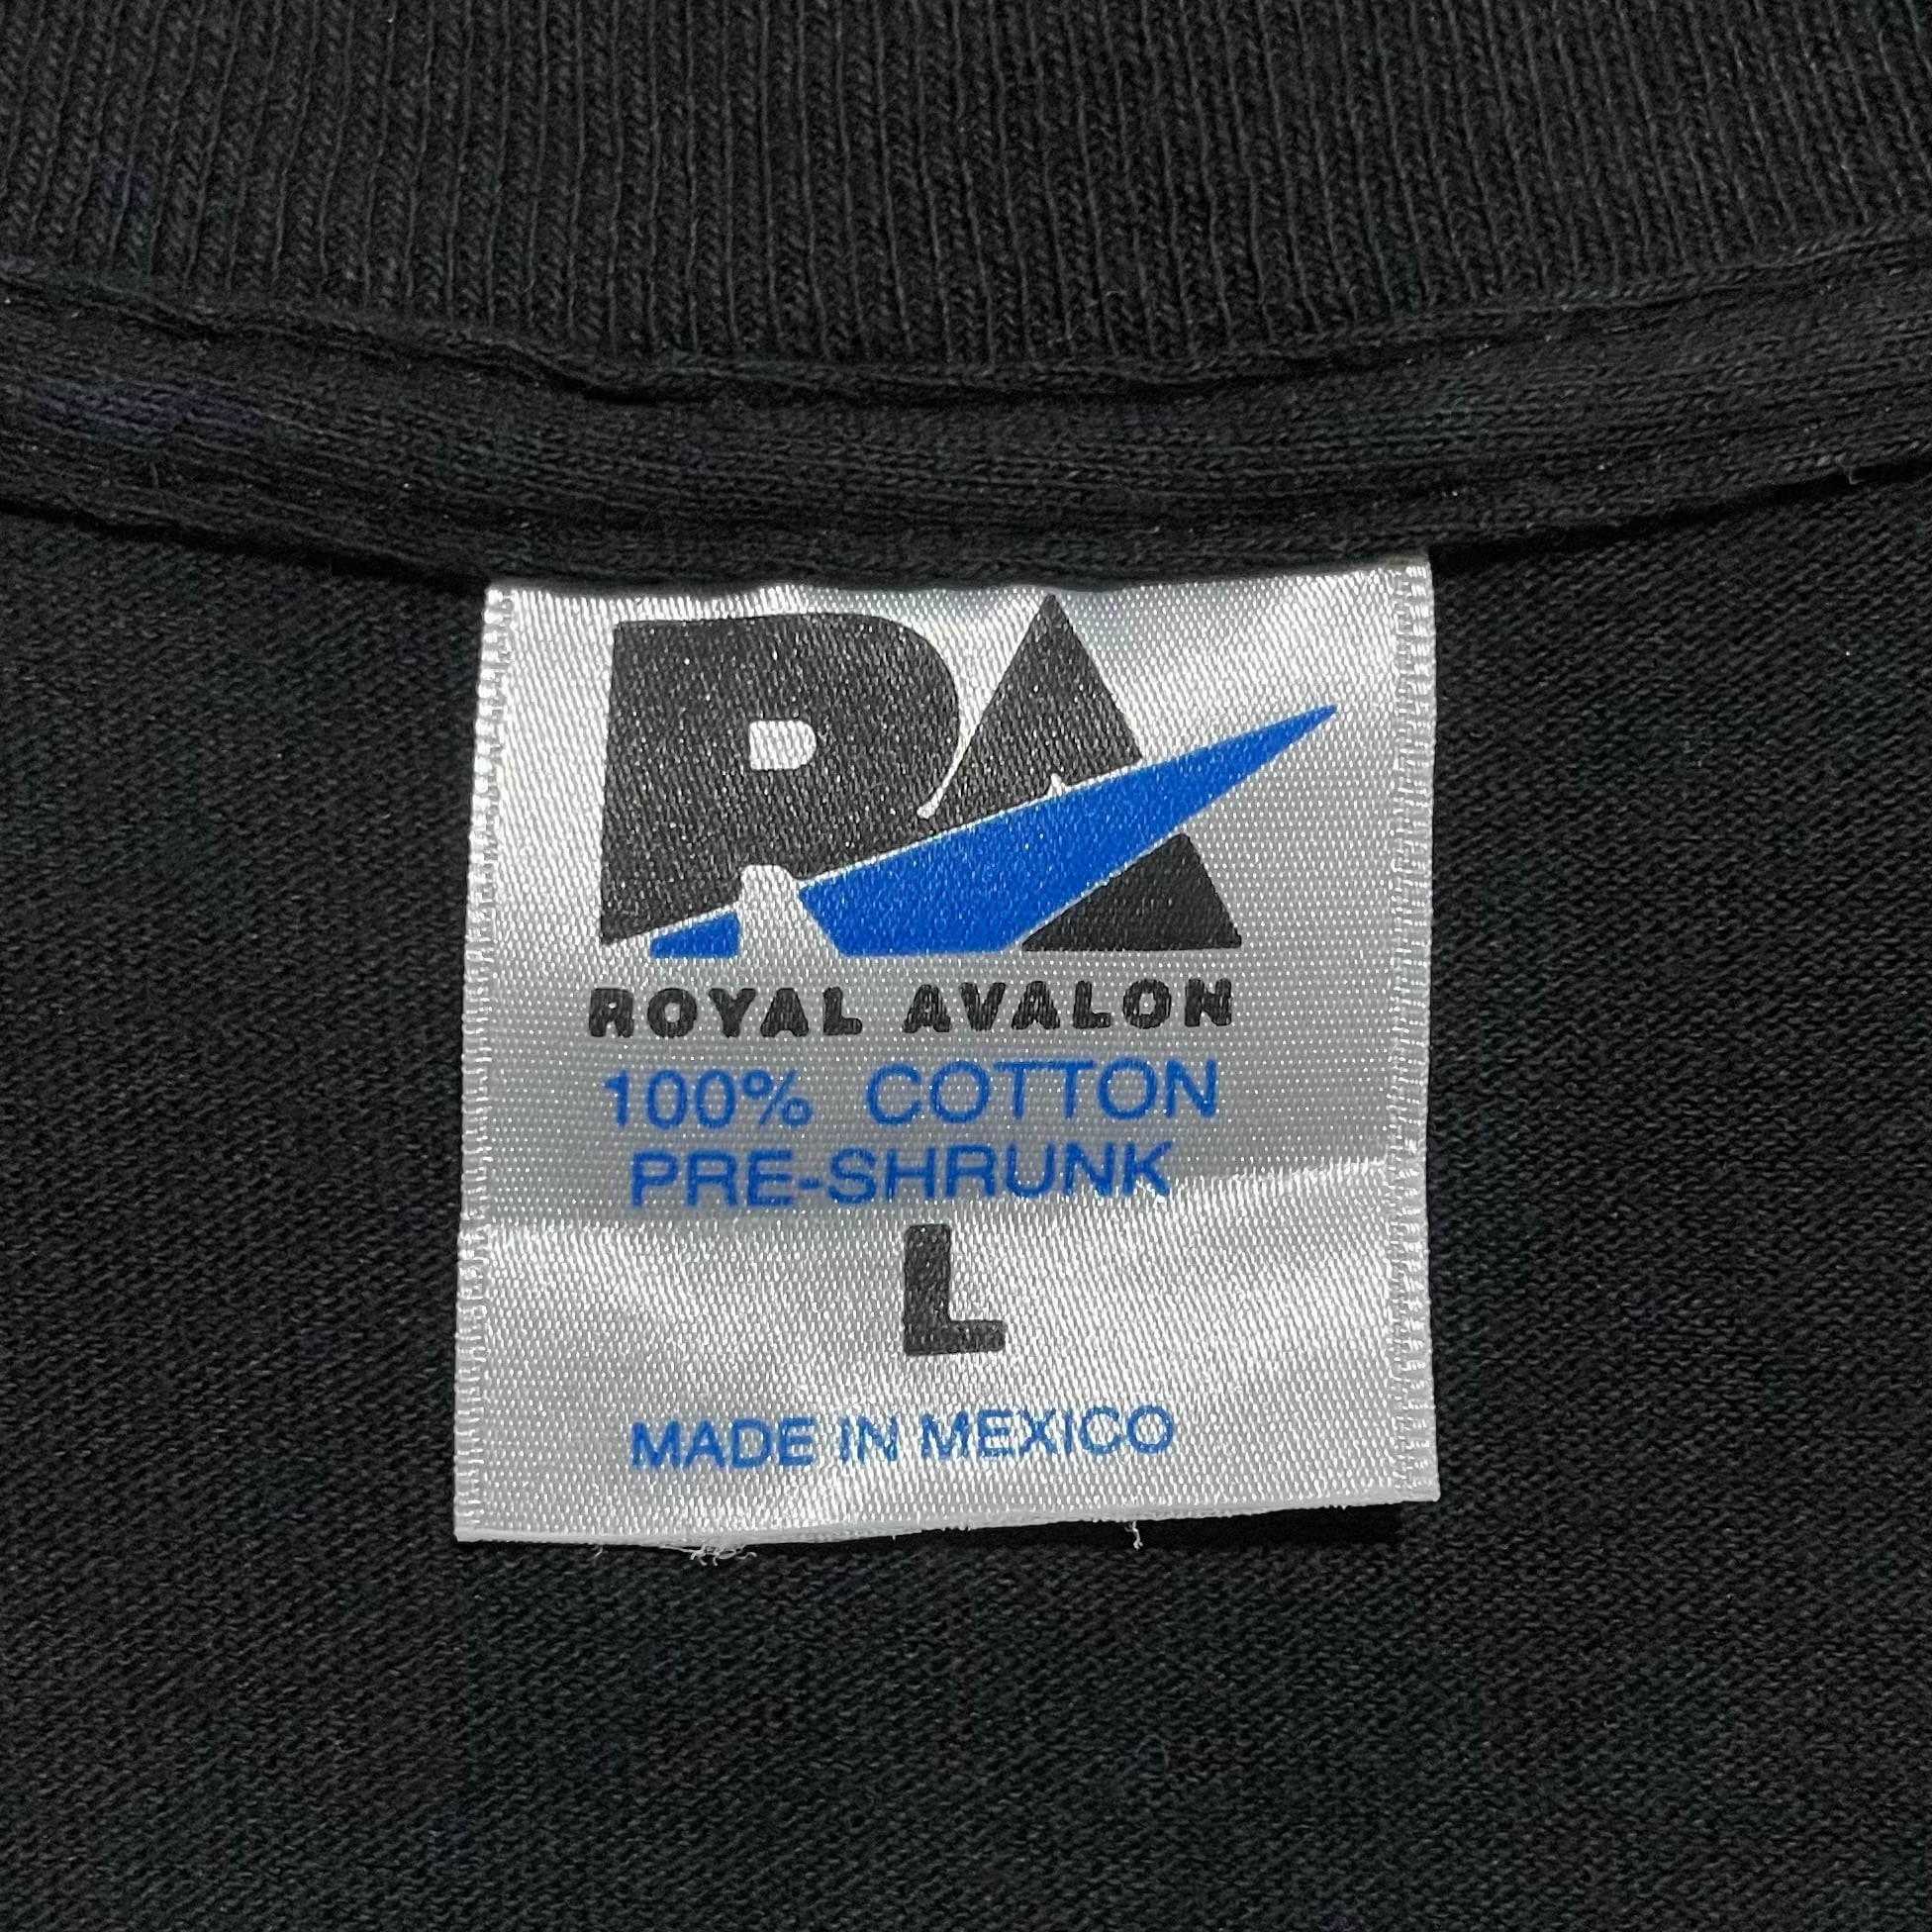 RA
ROYAL AVALON
100% COTTON
PRE-SHRUNK
L
MADE IN MEXICO